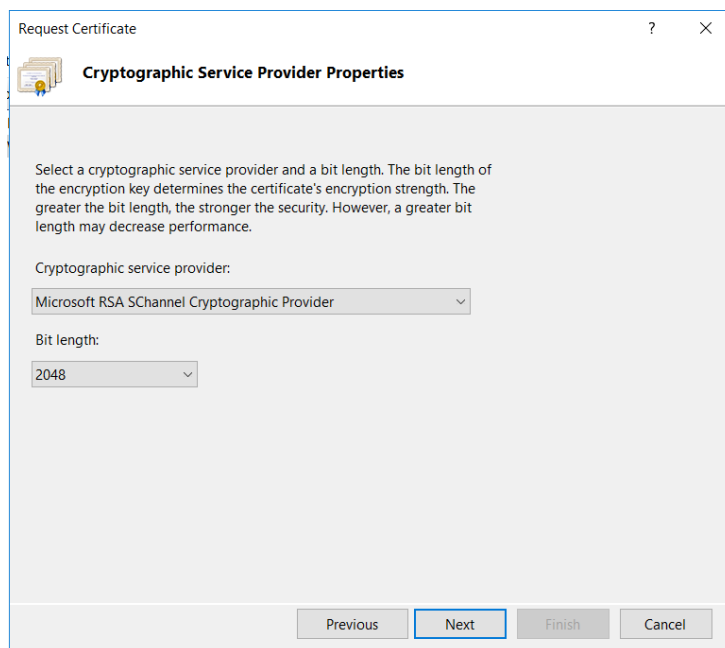 Request Certificate
?
Cryptographic Service Provider Properties
Select a cryptographic service provider and a bit length. The bit length of
the encryption key determines the certificate's encryption strength. The
greater the bit length, the stronger the security. However, a greater bit
length may decrease performance.
Cryptographic service provider:
Microsoft RSA SChannel Cryptographic Provider
Bit length:
2048
Previous Next Finish Cancel